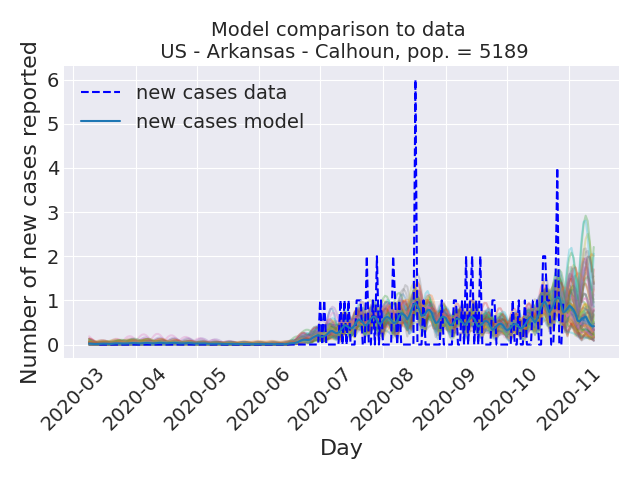 Model comparison to data
US - Arkansas - Calhoun, pop. = 5189
new cases data
new cases model
Number of new cases reported
6
5
4
3
2
1
0
2020-03
2020-04
2020-05
2020-06
2020-07
2020-08
2020-09
2020-10
2020-11
Day